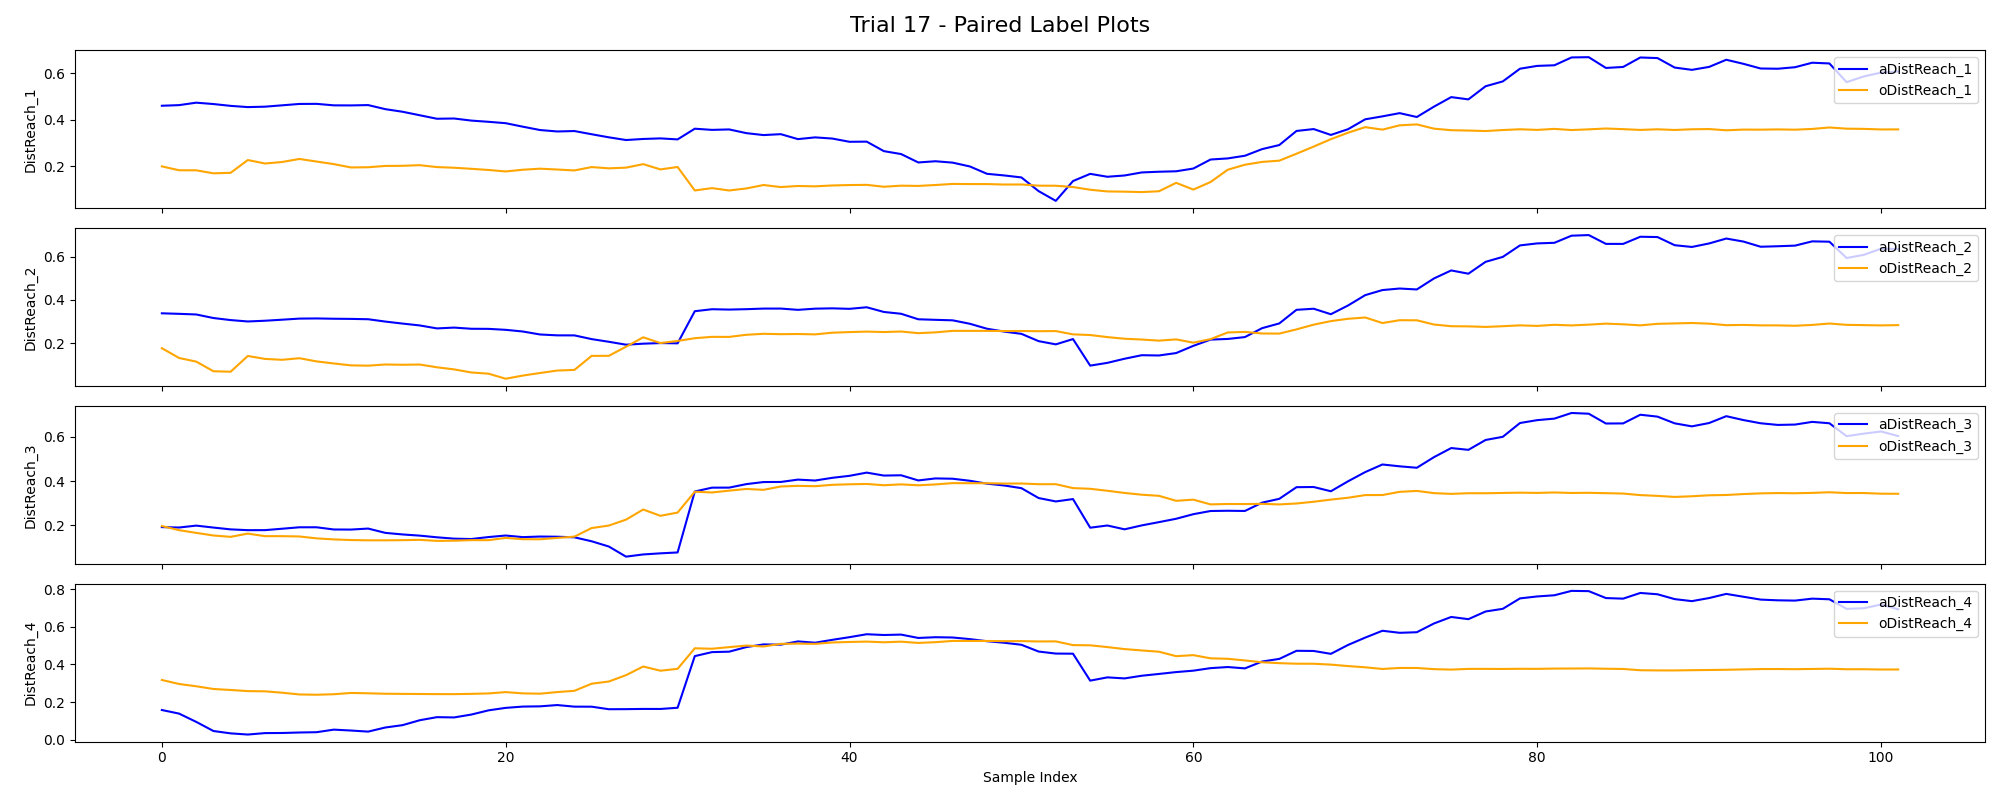 Trial 17 - Paired Label Plots
DistReach_1
0.6
0.4
0.2
aDistReach_1
oDistReach_1
DistReach_2
0.6
0.4
0.2
aDistReach_2
oDistReach_2
DistReach_3
0.6
0.4
0.2
aDistReach_3
oDistReach_3
DistReach_4
0.8
0.6
0.4
0.2
0.0
aDistReach_4
oDistReach_4
0 20 40 60 80 100
Sample Index